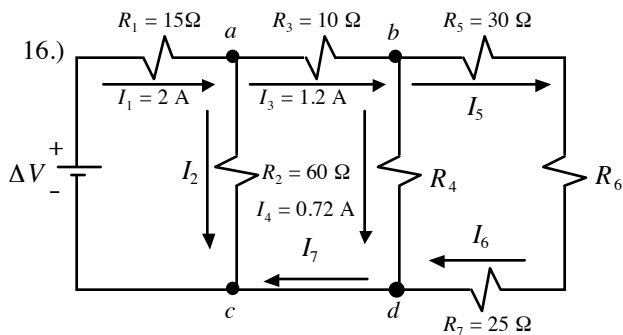 16.)
R₁ = 15Ω
a
R₃ = 10 Ω
b
R₅ = 30 Ω
I₁ = 2 A
I₃ = 1.2 A
I₅
+
ΔV
-
I₂
R₂ = 60 Ω
I₄ = 0.72 A
R₄
R₆
I₇
I₆
c
d
R₇ = 25 Ω